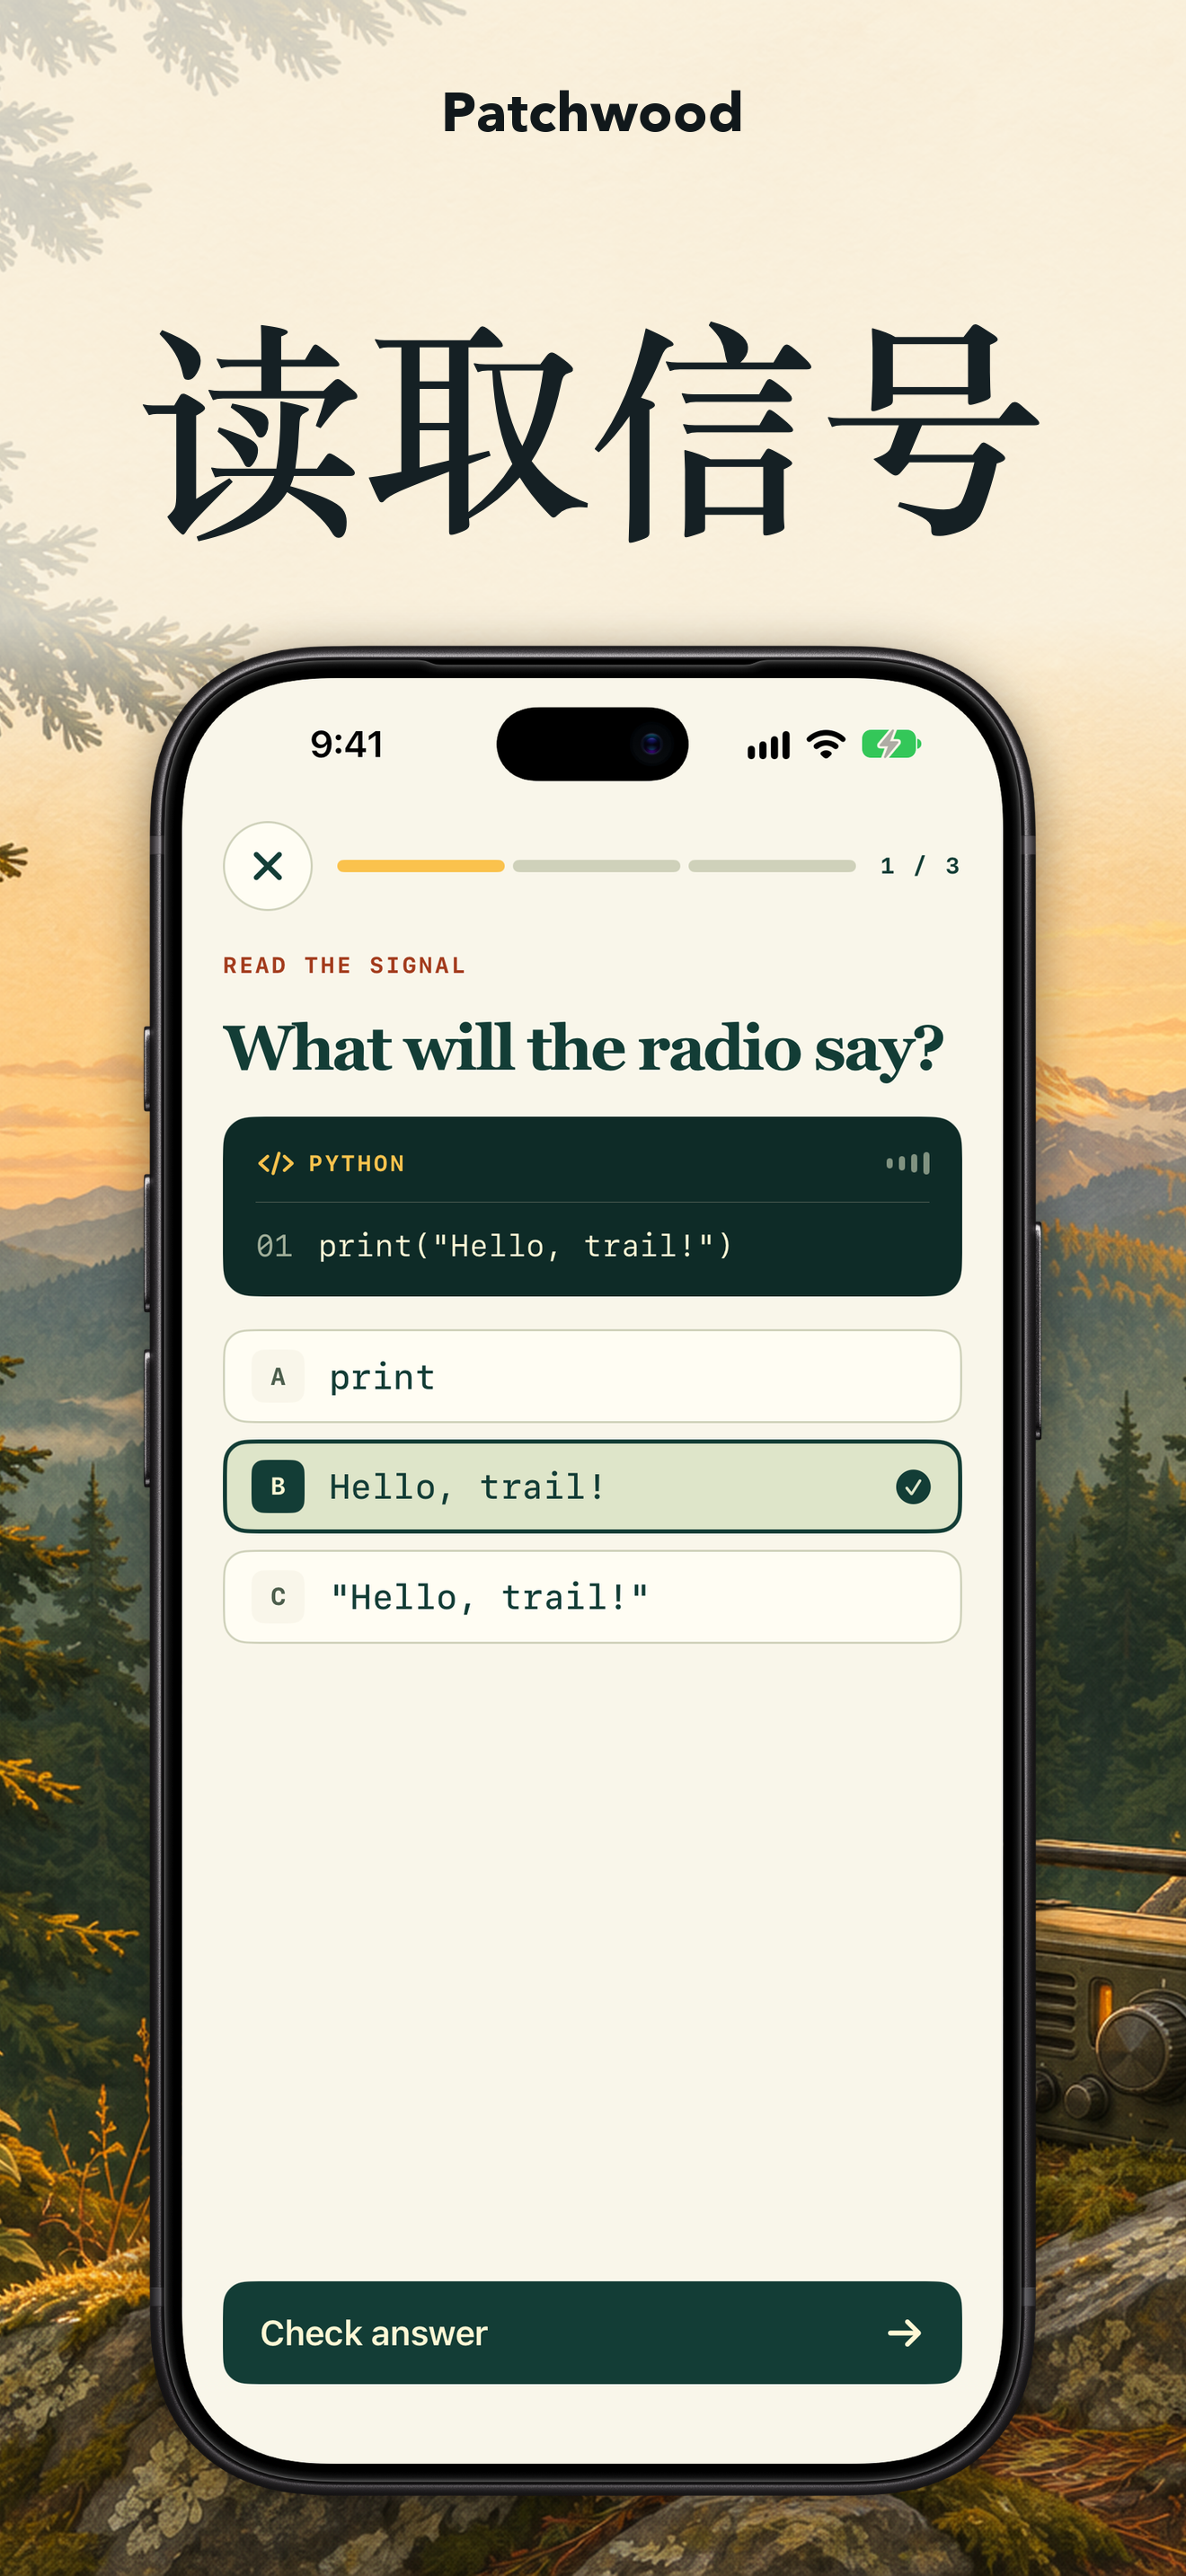 Patchwood
读取信号
9:41
1 / 3
READ THE SIGNAL
What will the radio say?
</> PYTHON
01 print("Hello, trail!")
A print
B Hello, trail!
C "Hello, trail!"
Check answer